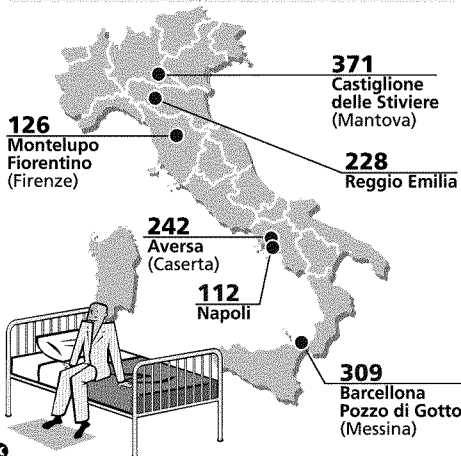 371
Castiglione
delle Stiviere
(Mantova)
126
Montelupo
Fiorentino
(Firenze)
228
Reggio Emilia
242
Aversa
(Caserta)
112
Napoli
309
Barcellona
Pozzo di Gotto
(Messina)